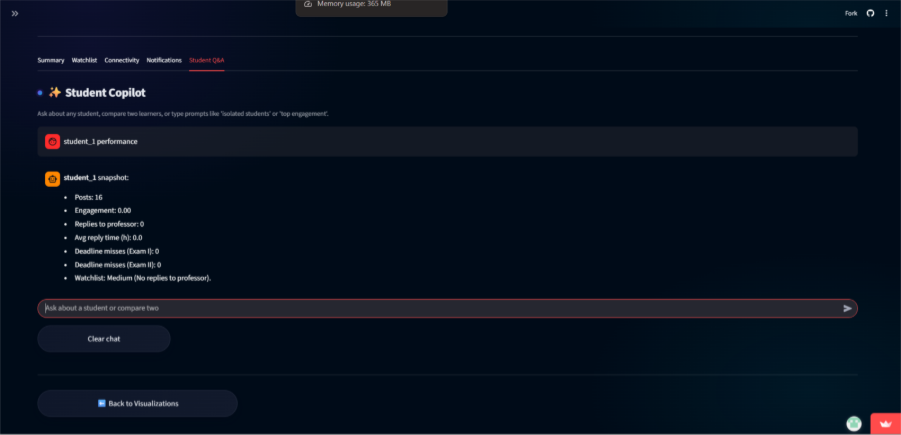 Memory usage: 365 MB
Fork
Summary Watchlist Connectivity Notifications Student Q&A
✨ Student Copilot
Ask about any student, compare two learners, or type prompts like 'isolated students' or 'top engagement'.
student_1 performance
student_1 snapshot:
• Posts: 16
• Engagement: 0.00
• Replies to professor: 0
• Avg reply time (h): 0.0
• Deadline misses (Exam I): 0
• Deadline misses (Exam II): 0
• Watchlist: Medium (No replies to professor).
Ask about a student or compare two
Clear chat
Back to Visualizations